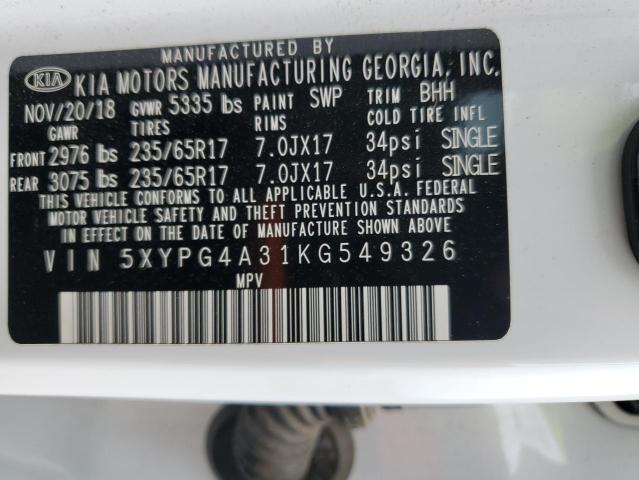 MANUFACTURED BY
KIA KIA MOTORS MANUFACTURING GEORGIA, INC.
NOV/20/18 GVWR 5335 lbs PAINT SWP TRIM BHH
GAWR TIRES RIMS COLD TIRE INFL
FRONT 2976 lbs 235/65R17 7.0JX17 34psi SINGLE
REAR 3075 lbs 235/65R17 7.0JX17 34psi SINGLE
THIS VEHICLE CONFORMS TO ALL APPLICABLE U.S.A. FEDERAL
MOTOR VEHICLE SAFETY AND THEFT PREVENTION STANDARDS
IN EFFECT ON THE DATE OF MANUFACTURE SHOWN ABOVE.
VIN 5XYPG4A31KG549326
MPV